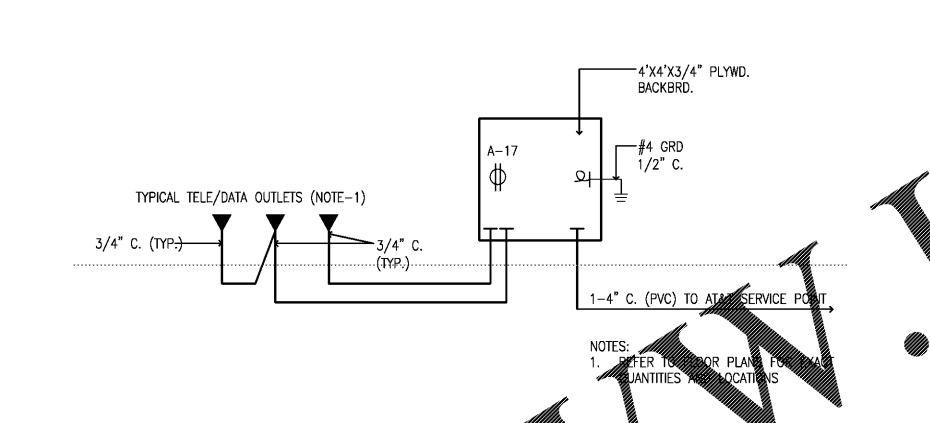 4'X4'X3/4" PLYWD.
BACKBRD.
A-17
#4 GRD
1/2" C.
TYPICAL TELE/DATA OUTLETS (NOTE-1)
3/4" C. (TYP.)
3/4" C.
(TYP.)
1-4" C. (PVC) TO AT&T SERVICE POINT
NOTES:
1. REFER TO FLOOR PLANS FOR EXACT
QUANTITIES AND LOCATIONS
WW.